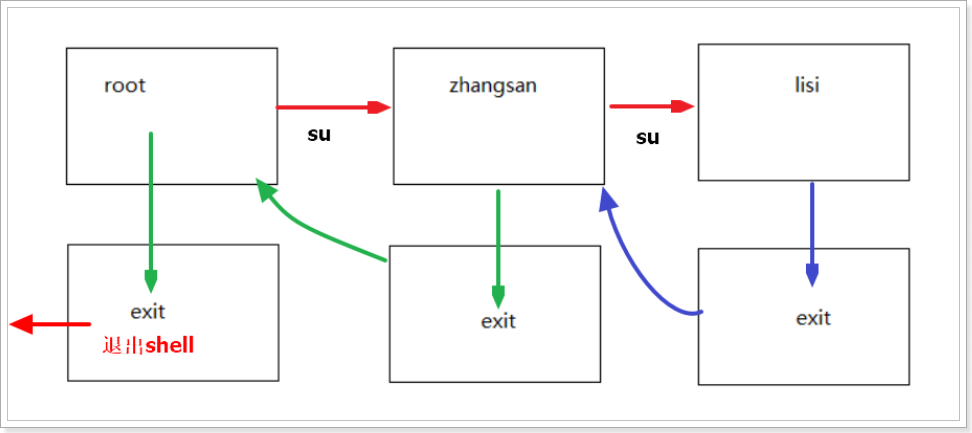 root
zhangsan
lisi
su
su
exit
exit
exit
退出shell